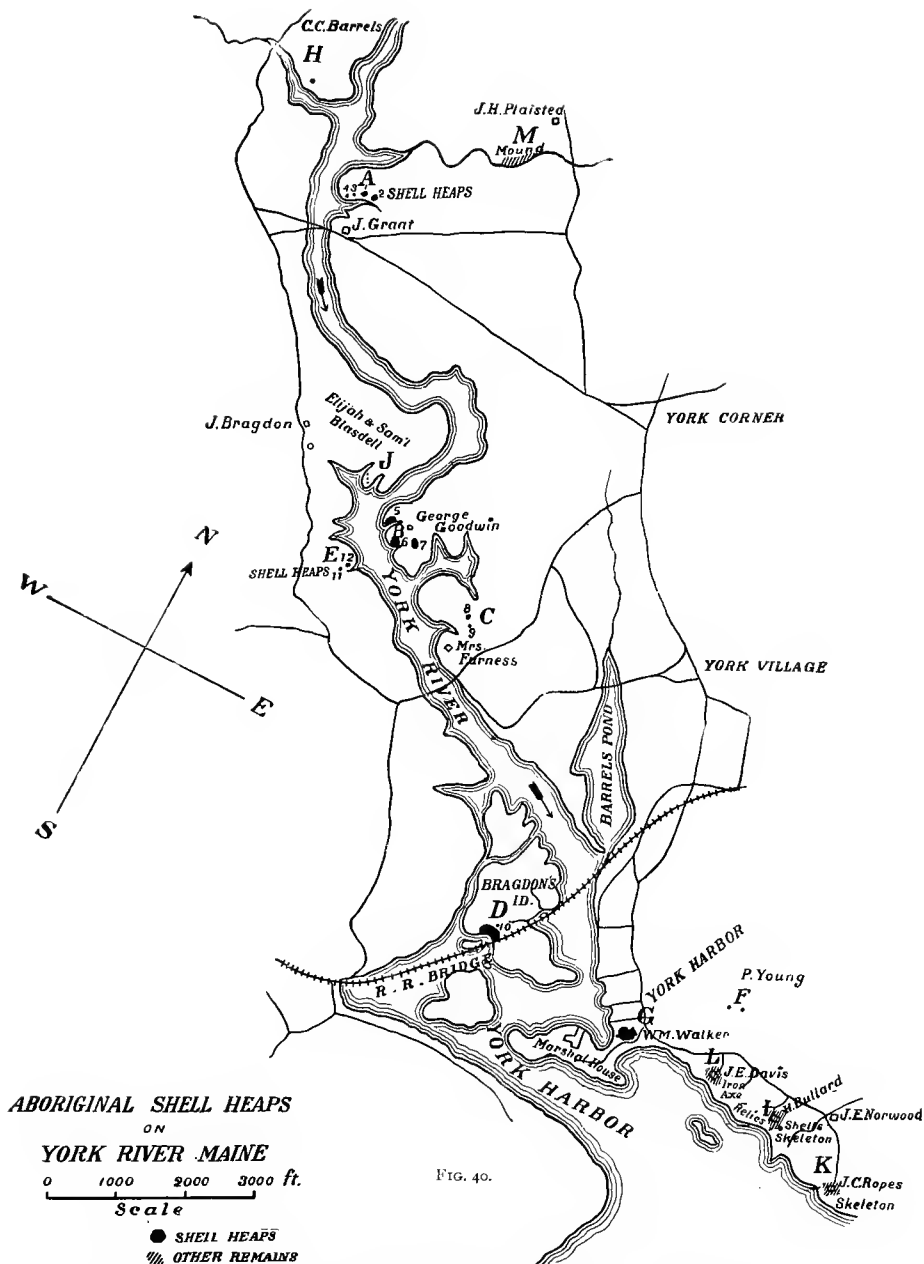 C.C. Barrels
H
J.H. Plaisted
M
Mound
A
4 3 1 2 SHELL HEAPS
J. Grant
Elijah & Sam'l
Blasdell
J. Bragdon
J
YORK CORNER
5
George
Goodwin
B
6 7
E 12
SHELL HEAPS
11
N
W
E
S
8
C
9
Mrs.
Furness
YORK RIVER
YORK VILLAGE
BARRELS POND
BRAGDON'S
ID.
D 10
R. R. BRIDGE
YORK HARBOR
P. Young
F
G
WM. Walker
Marshal House
YORK HARBOR
L
J.E. Davis
Iron
Axe
Relics
L
H. Bullard
Shells
Skeleton
J.E. Norwood
K
J.C. Ropes
Skeleton
ABORIGINAL SHELL HEAPS
ON
YORK RIVER MAINE
0 1000 2000 3000 ft.
Scale
SHELL HEAPS
OTHER REMAINS
FIG. 40.